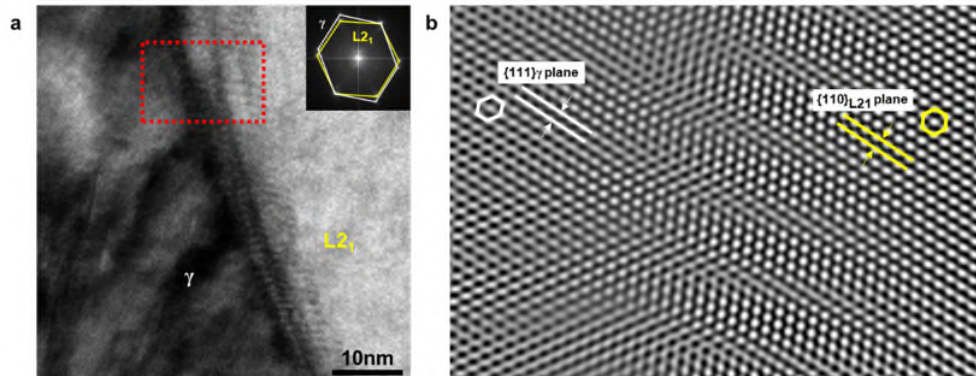 a
γ
L2₁
L2₁
γ
10nm
b
{111}γ plane
{110}L21 plane